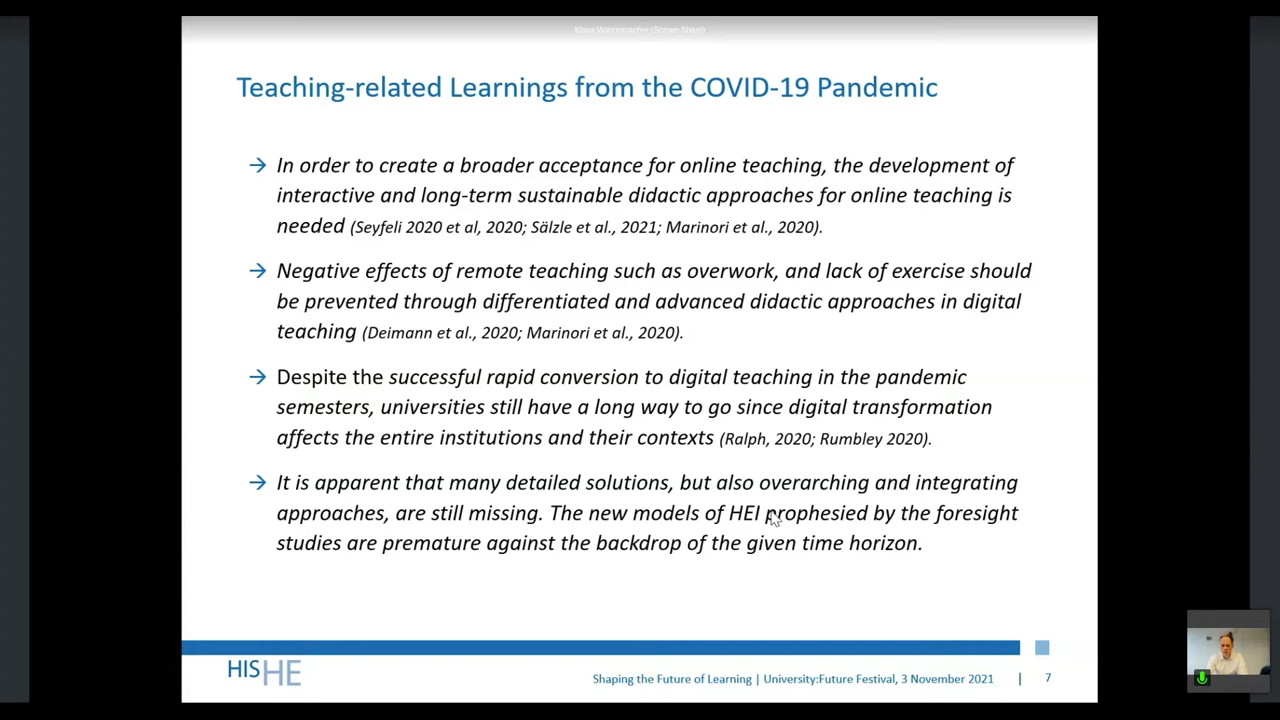 Klaus Wannemacher (Screen Share)
Teaching-related Learnings from the COVID-19 Pandemic
→ In order to create a broader acceptance for online teaching, the development of
interactive and long-term sustainable didactic approaches for online teaching is
needed (Seyfeli 2020 et al, 2020; Sälzle et al., 2021; Marinori et al., 2020).
→ Negative effects of remote teaching such as overwork, and lack of exercise should
be prevented through differentiated and advanced didactic approaches in digital
teaching (Deimann et al., 2020; Marinori et al., 2020).
→ Despite the successful rapid conversion to digital teaching in the pandemic
semesters, universities still have a long way to go since digital transformation
affects the entire institutions and their contexts (Ralph, 2020; Rumbley 2020).
→ It is apparent that many detailed solutions, but also overarching and integrating
approaches, are still missing. The new models of HEI prophesied by the foresight
studies are premature against the backdrop of the given time horizon.
HISHE
Shaping the Future of Learning | University:Future Festival, 3 November 2021 | 7